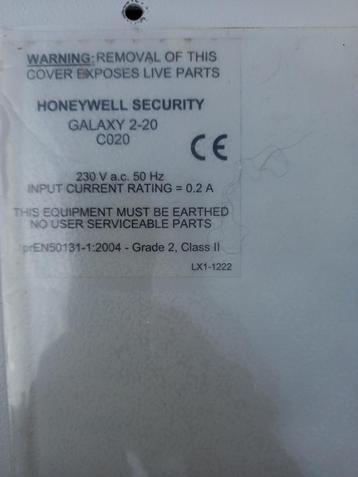 WARNING: REMOVAL OF THIS
COVER EXPOSES LIVE PARTS
HONEYWELL SECURITY
GALAXY 2-20
C020
CE
230 V a.c. 50 Hz
INPUT CURRENT RATING = 0.2 A
THIS EQUIPMENT MUST BE EARTHED
NO USER SERVICEABLE PARTS
prEN50131-1:2004 - Grade 2, Class II
LX1-1222